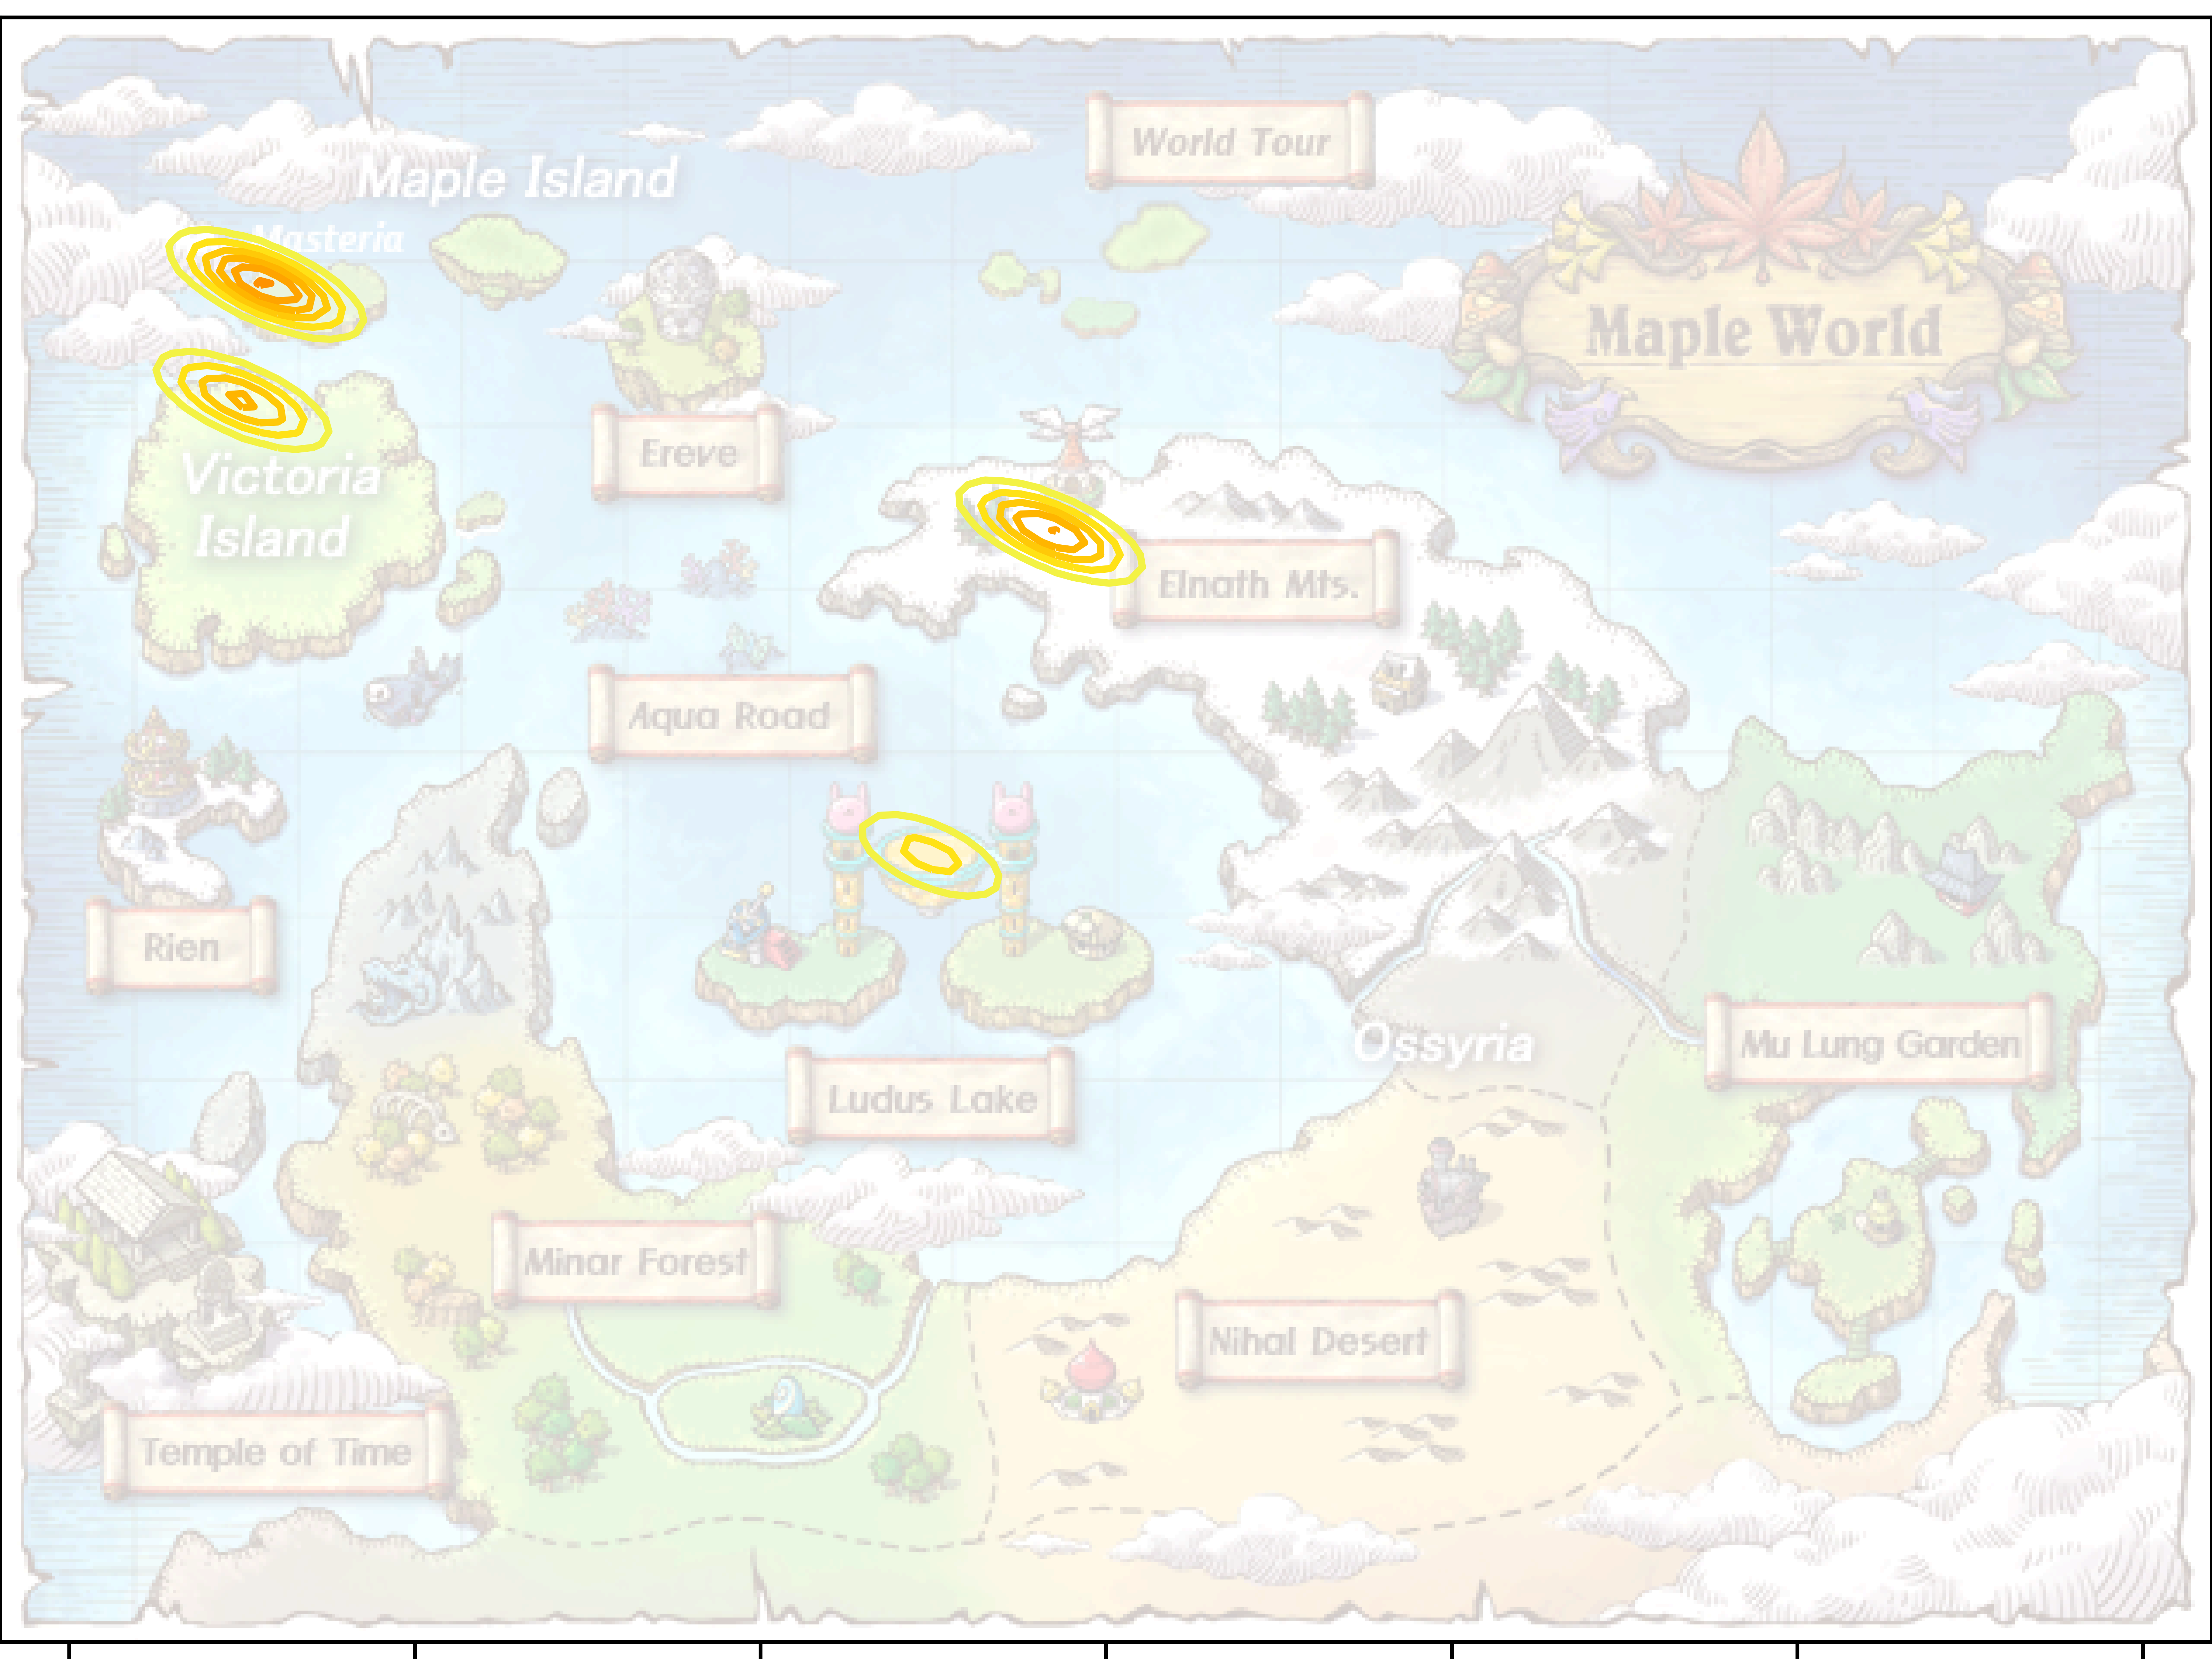 World Tour
Maple Island
Masteria
Maple World
Ereve
Victoria
Island
Elnath Mts.
Aqua Road
Rien
Ossyria
Mu Lung Garden
Ludus Lake
Minar Forest
Nihal Desert
Temple of Time